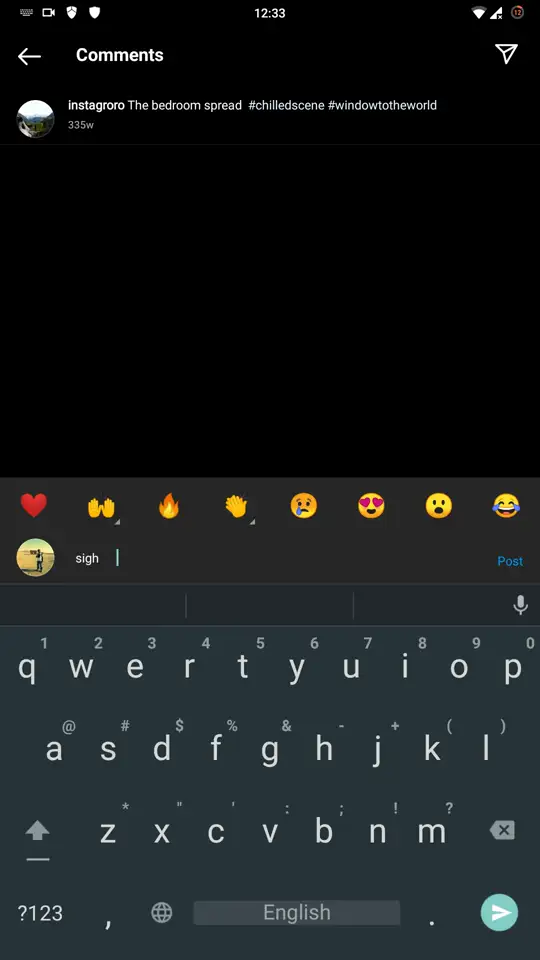 12:33
12
Comments
instagroro The bedroom spread #chilledscene #windowtotheworld
335w
sigh
Post
1 2 3 4 5 6 7 8 9 0
q w e r t y u i o p
@ # $ % & - + ( )
a s d f g h j k l
* " ' : ; ! ?
z x c v b n m
?123 , English .